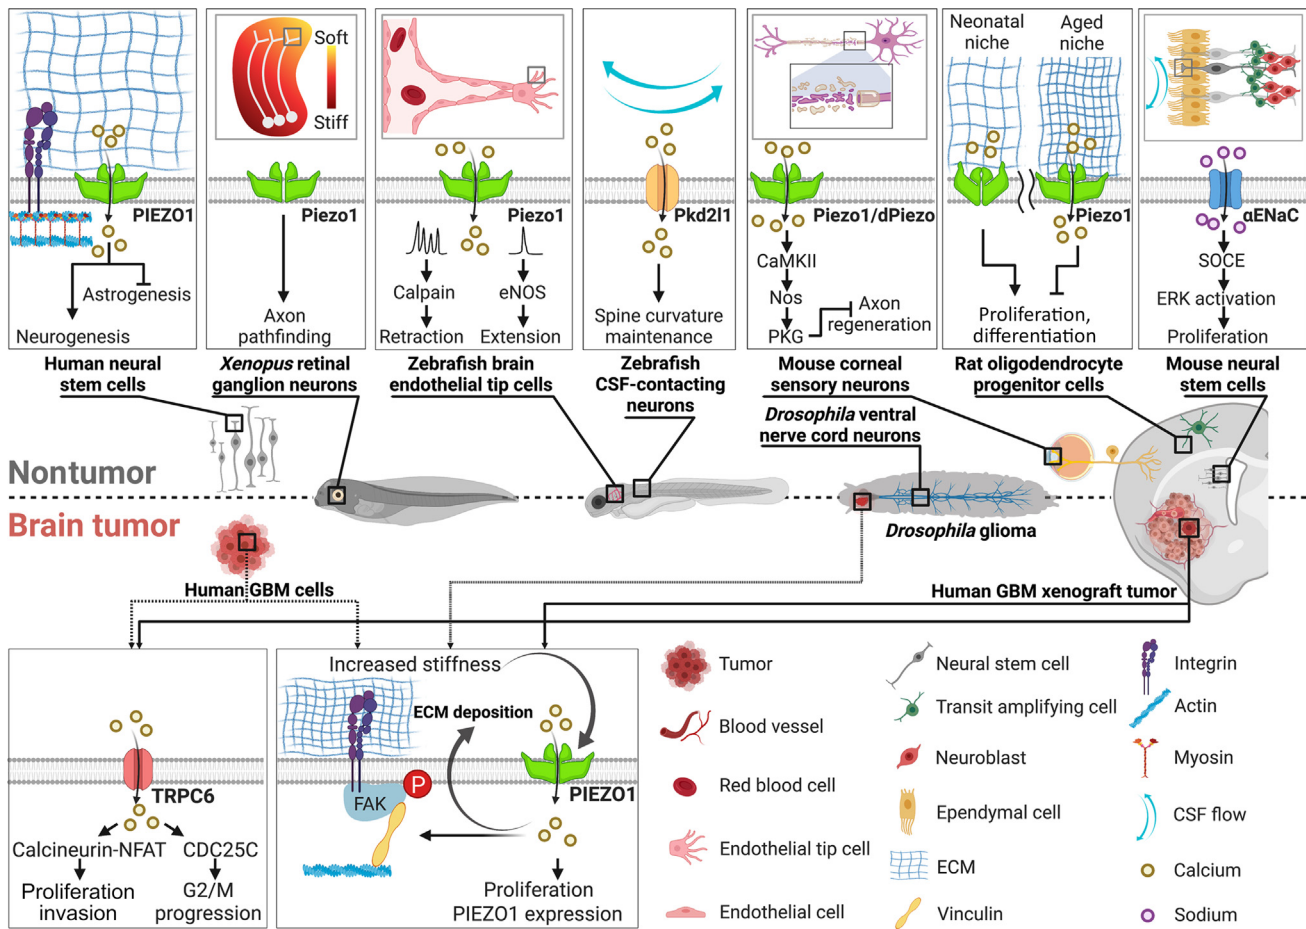 PIEZO1
Astrogenesis
Neurogenesis
Human neural
stem cells
Soft
Stiff
Piezo1
Axon
pathfinding
Xenopus retinal
ganglion neurons
Piezo1
Calpain
eNOS
Retraction
Extension
Zebrafish brain
endothelial tip cells
Pkd2l1
Spine curvature
maintenance
Zebrafish
CSF-contacting
neurons
Piezo1/dPiezo
CaMKII
Nos
PKG
Axon
regeneration
Mouse corneal
sensory neurons
Drosophila ventral
nerve cord neurons
Neonatal
niche
Aged
niche
Piezo1
Proliferation,
differentiation
Rat oligodendrocyte
progenitor cells
αENaC
SOCE
ERK activation
Proliferation
Mouse neural
stem cells
Nontumor
Brain tumor
Human GBM cells
Drosophila glioma
Human GBM xenograft tumor
TRPC6
Calcineurin-NFAT
CDC25C
Proliferation
invasion
G2/M
progression
Increased stiffness
ECM deposition
PIEZO1
P
FAK
Proliferation
PIEZO1 expression
Tumor
Blood vessel
Red blood cell
Endothelial tip cell
Endothelial cell
Neural stem cell
Transit amplifying cell
Neuroblast
Ependymal cell
ECM
Vinculin
Integrin
Actin
Myosin
CSF flow
Calcium
Sodium